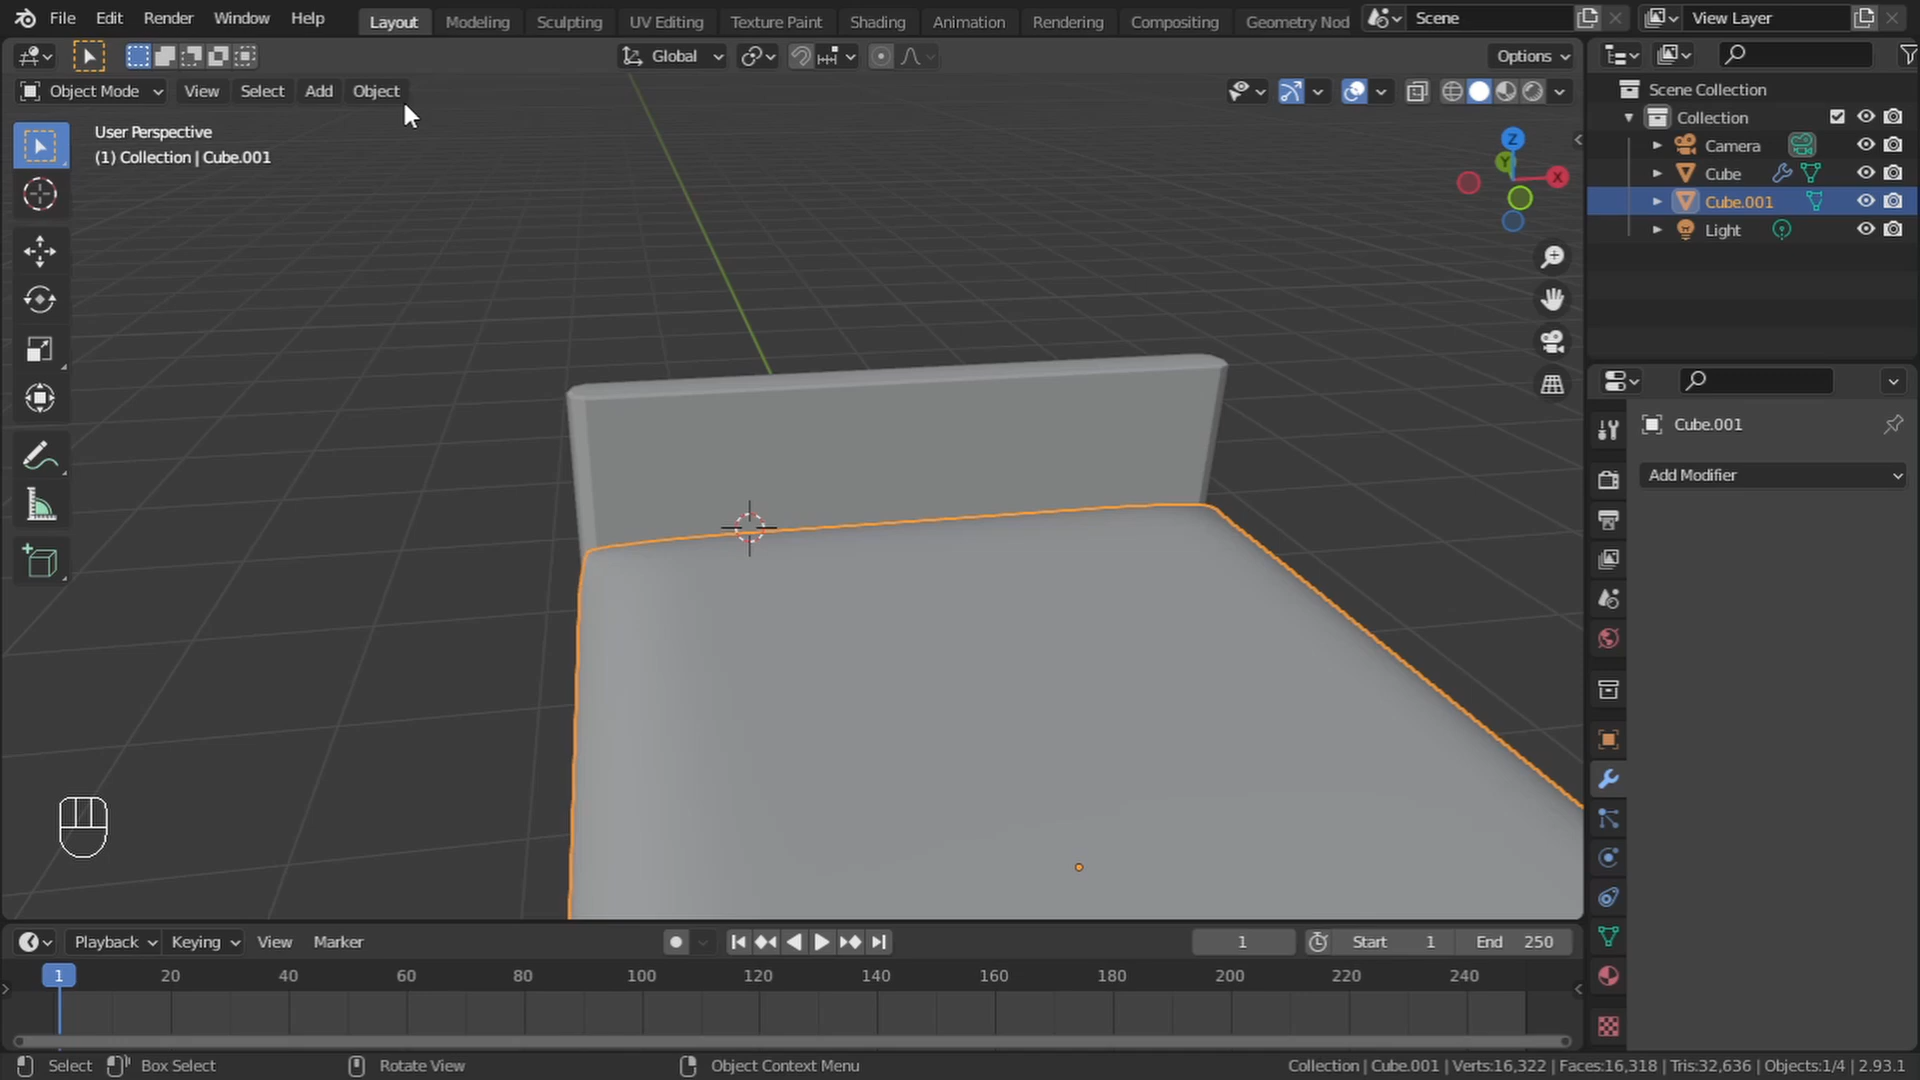 File Edit Render Window Help Layout Modeling Sculpting UV Editing Texture Paint Shading Animation Rendering Compositing Geometry Nod Scene View Layer
Global Options
Object Mode View Select Add Object
User Perspective
(1) Collection | Cube.001
Z
Y
X
Scene Collection
Collection
Camera
Cube
Cube.001
Light
Cube.001
Add Modifier
Playback Keying View Marker 1 Start 1 End 250
1 20 40 60 80 100 120 140 160 180 200 220 240
Select Box Select Rotate View Object Context Menu Collection | Cube.001 | Verts:16,322 | Faces:16,318 | Tris:32,636 | Objects:1/4 | 2.93.1